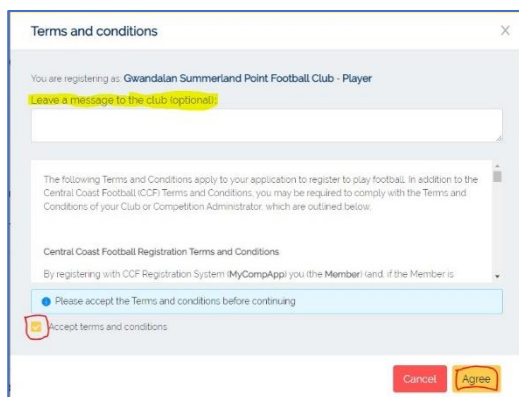 Terms and conditions
You are registering as: Gwandalan Summerland Point Football Club - Player
Leave a message to the club (optional):
The following Terms and Conditions apply to your application to register to play football. In addition to the
Central Coast Football (CCF) Terms and Conditions, you may be required to comply with the Terms and
Conditions of your Club or Competition Administrator, which are outlined below.
Central Coast Football Registration Terms and Conditions
By registering with CCF Registration System (MyCompApp) you (the Member) (and, if the Member is
Please accept the Terms and conditions before continuing
Accept terms and conditions
Cancel Agree